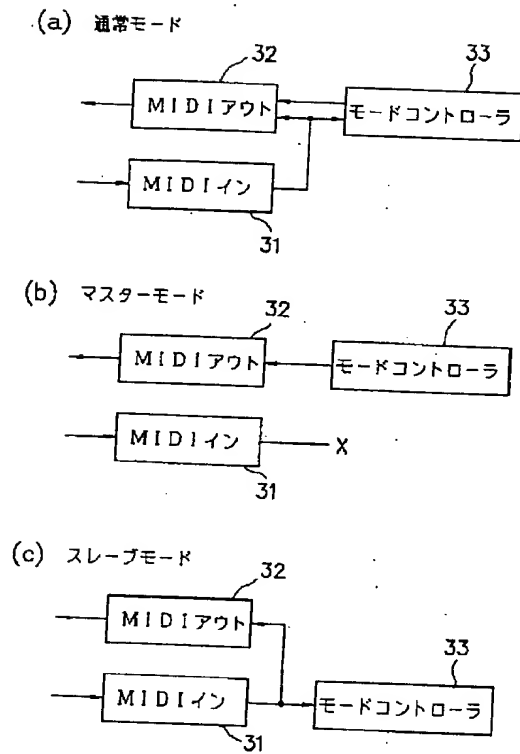 (a) 通常モード
32
33
MIDIアウト
モードコントローラ
MIDIイン
31
(b) マスターモード
32
33
MIDIアウト
モードコントローラ
MIDIイン
X
31
(c) スレーブモード
32
MIDIアウト
33
MIDIイン
モードコントローラ
31